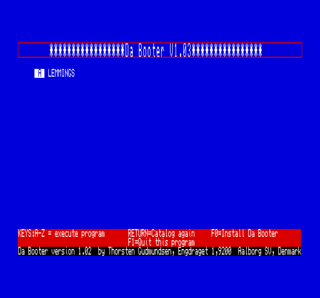 *****************Da Booter V1.03****************
A LEMMINGS
KEYS:A-Z = execute program RETURN=Catalog again F0=Install Da Booter
F1=Quit this program
Da Booter version 1.02 by Thorsten Gudmundsen, Engdraget 1,9200 Aalborg SV, Denmark